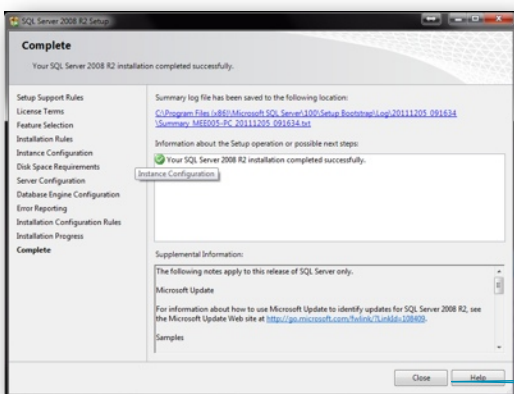 SQL Server 2008 R2 Setup
Complete
Your SQL Server 2008 R2 installation completed successfully.
Setup Support Rules
License Terms
Feature Selection
Installation Rules
Instance Configuration
Disk Space Requirements
Server Configuration
Database Engine Configuration
Error Reporting
Installation Configuration Rules
Installation Progress
Complete
Instance Configuration
Summary log file has been saved to the following location:
C:\Program Files (x86)\Microsoft SQL Server\100\Setup Bootstrap\Log\20111205_091634
\Summary_MEE005-PC_20111205_091634.txt
Information about the Setup operation or possible next steps:
Your SQL Server 2008 R2 installation completed successfully.
Supplemental Information:
The following notes apply to this release of SQL Server only.
Microsoft Update
For information about how to use Microsoft Update to identify updates for SQL Server 2008 R2, see
the Microsoft Update Web site at http://go.microsoft.com/fwlink/?LinkId=108409.
Samples
Close
Help